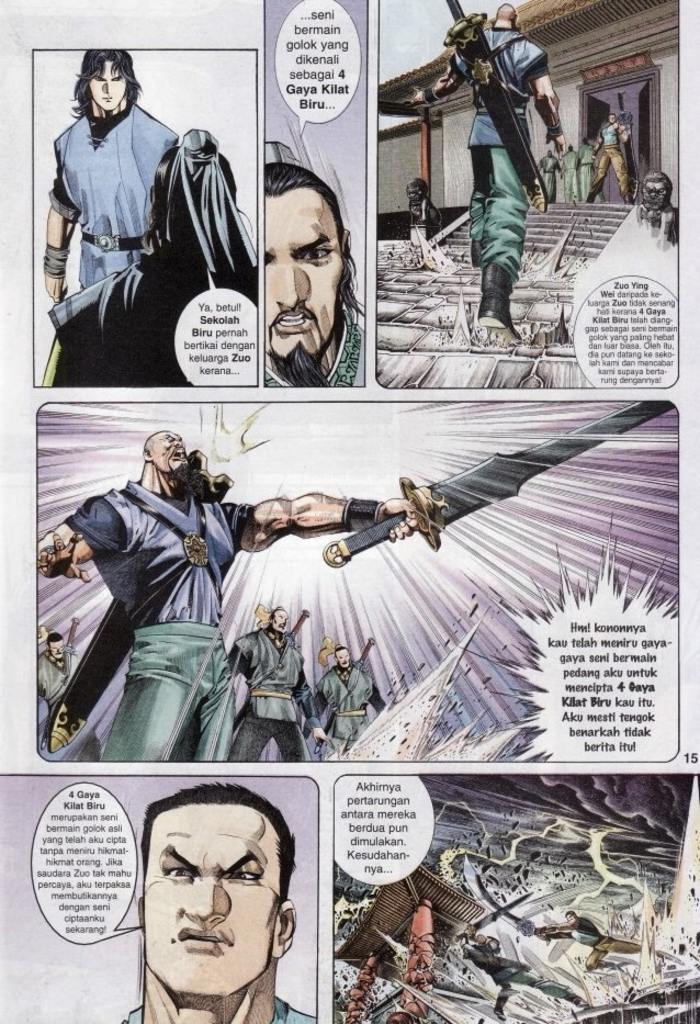 Ya, betul!
Sekolah
Biru pernah
bertikai dengan
keluarga Zuo
kerana...
...seni
bermain
golok yang
dikenali
sebagai 4
Gaya Kilat
Biru...
Zuo Ying
Wei daripada ke-
luarga Zuo tidak senang
hati kerana 4 Gaya
Kilat Biru telah diang-
gap sebagai seni bermain
golok yang paling hebat
dan luar biasa. Oleh itu,
dia pun datang ke seko-
lah kami dan mencabar
kami supaya berta-
rung dengannya!
Hm! kononnya
kau telah meniru gaya-
gaya seni bermain
pedang aku untuk
mencipta 4 Gaya
Kilat Biru kau itu.
Aku mesti tengok
benarkah tidak
berita itu!
15
4 Gaya
Kilat Biru
merupakan seni
bermain golok asli
yang telah aku cipta
tanpa meniru hikmat-
hikmat orang. Jika
saudara Zuo tak mahu
percaya, aku terpaksa
membutikannya
dengan seni
ciptaanku
sekarang!
Akhirnya
pertarungan
antara mereka
berdua pun
dimulakan.
Kesudahan-
nya...